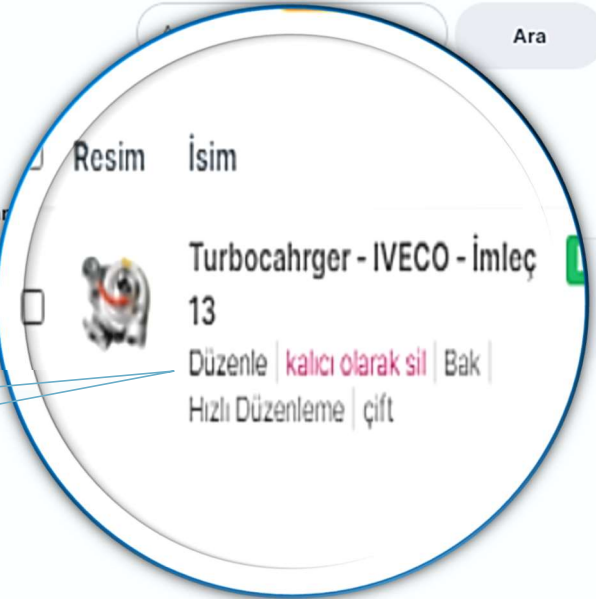 Ara
Resim İsim
Turbocahrger - IVECO - İmleç
13
Düzenle | kalıcı olarak sil | Bak |
Hızlı Düzenleme | çift